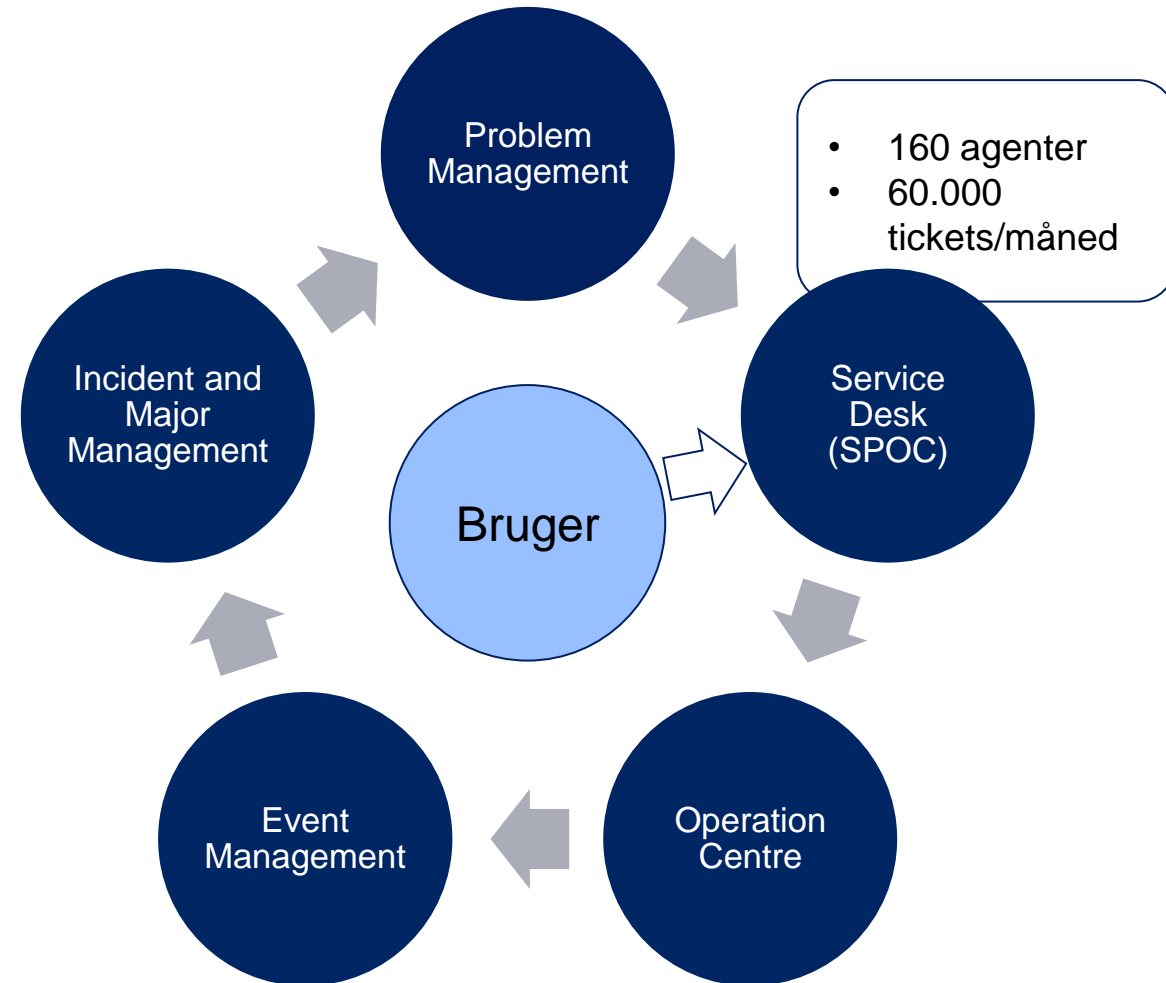 Problem
Management
• 160 agenter
• 60.000
tickets/måned
Incident and
Major
Management
Service
Desk
(SPOC)
Bruger
Event
Management
Operation
Centre